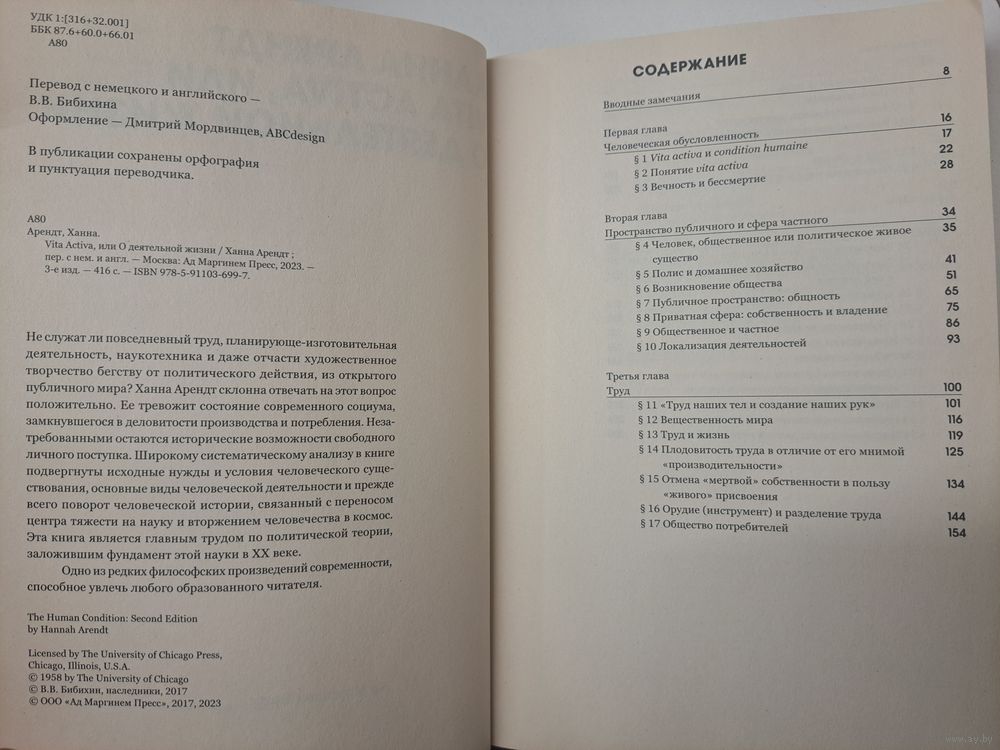 УДК 1:[316+32.001]
ББК 87.6+60.0+66.01
А80
Перевод с немецкого и английского —
В.В. Бибихина
Оформление — Дмитрий Мордвинцев, ABCdesign
В публикации сохранены орфография
и пунктуация переводчика.
А80
Арендт, Ханна.
Vita Activa, или О деятельной жизни / Ханна Арендт ;
пер. с нем. и англ. — Москва: Ад Маргинем Пресс, 2023. —
3-е изд. — 416 с. — ISBN 978-5-91103-699-7.
Не служат ли повседневный труд, планирующе-изготовительная
деятельность, наукотехника и даже отчасти художественное
творчество бегству от политического действия, из открытого
публичного мира? Ханна Арендт склонна отвечать на этот вопрос
положительно. Ее тревожит состояние современного социума,
замкнувшегося в деловитости производства и потребления. Неза-
требованными остаются исторические возможности свободного
личного поступка. Широкому систематическому анализу в книге
подвергнуты исходные нужды и условия человеческого суще-
ствования, основные виды человеческой деятельности и прежде
всего поворот человеческой истории, связанный с переносом
центра тяжести на науку и вторжением человечества в космос.
Эта книга является главным трудом по политической теории,
заложившим фундамент этой науки в XX веке.
Одно из редких философских произведений современности,
способное увлечь любого образованного читателя.
The Human Condition: Second Edition
by Hannah Arendt
Licensed by The University of Chicago Press,
Chicago, Illinois, U.S.A.
© 1958 by The University of Chicago
© В.В. Бибихин, наследники, 2017
© ООО «Ад Маргинем Пресс», 2017, 2023
СОДЕРЖАНИЕ
Вводные замечания 8
Первая глава
Человеческая обусловленность 16
§ 1 Vita activa и condition humaine 17
§ 2 Понятие vita activa 22
§ 3 Вечность и бессмертие 28
Вторая глава
Пространство публичного и сфера частного 34
§ 4 Человек, общественное или политическое живое 35
существо
§ 5 Полис и домашнее хозяйство 41
§ 6 Возникновение общества 51
§ 7 Публичное пространство: общность 65
§ 8 Приватная сфера: собственность и владение 75
§ 9 Общественное и частное 86
§ 10 Локализация деятельностей 93
Третья глава
Труд 100
§ 11 «Труд наших тел и создание наших рук» 101
§ 12 Вещественность мира 116
§ 13 Труд и жизнь 119
§ 14 Плодовитость труда в отличие от его мнимой 125
«производительности»
§ 15 Отмена «мертвой» собственности в пользу 134
«живого» присвоения
§ 16 Орудие (инструмент) и разделение труда 144
§ 17 Общество потребителей 154
www.ay.by